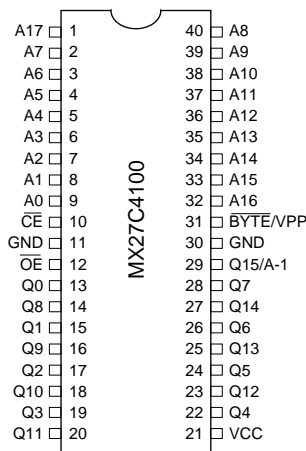 A17 1 40 A8
A7 2 39 A9
A6 3 38 A10
A5 4 37 A11
A4 5 36 A12
A3 6 35 A13
A2 7 34 A14
A1 8 33 A15
A0 9 32 A16
C̅E̅ 10 31 B̅Y̅T̅E̅/VPP
GND 11 30 GND
O̅E̅ 12 29 Q15/A-1
Q0 13 28 Q7
Q8 14 27 Q14
Q1 15 26 Q6
Q9 16 25 Q13
Q2 17 24 Q5
Q10 18 23 Q12
Q3 19 22 Q4
Q11 20 21 VCC
MX27C4100